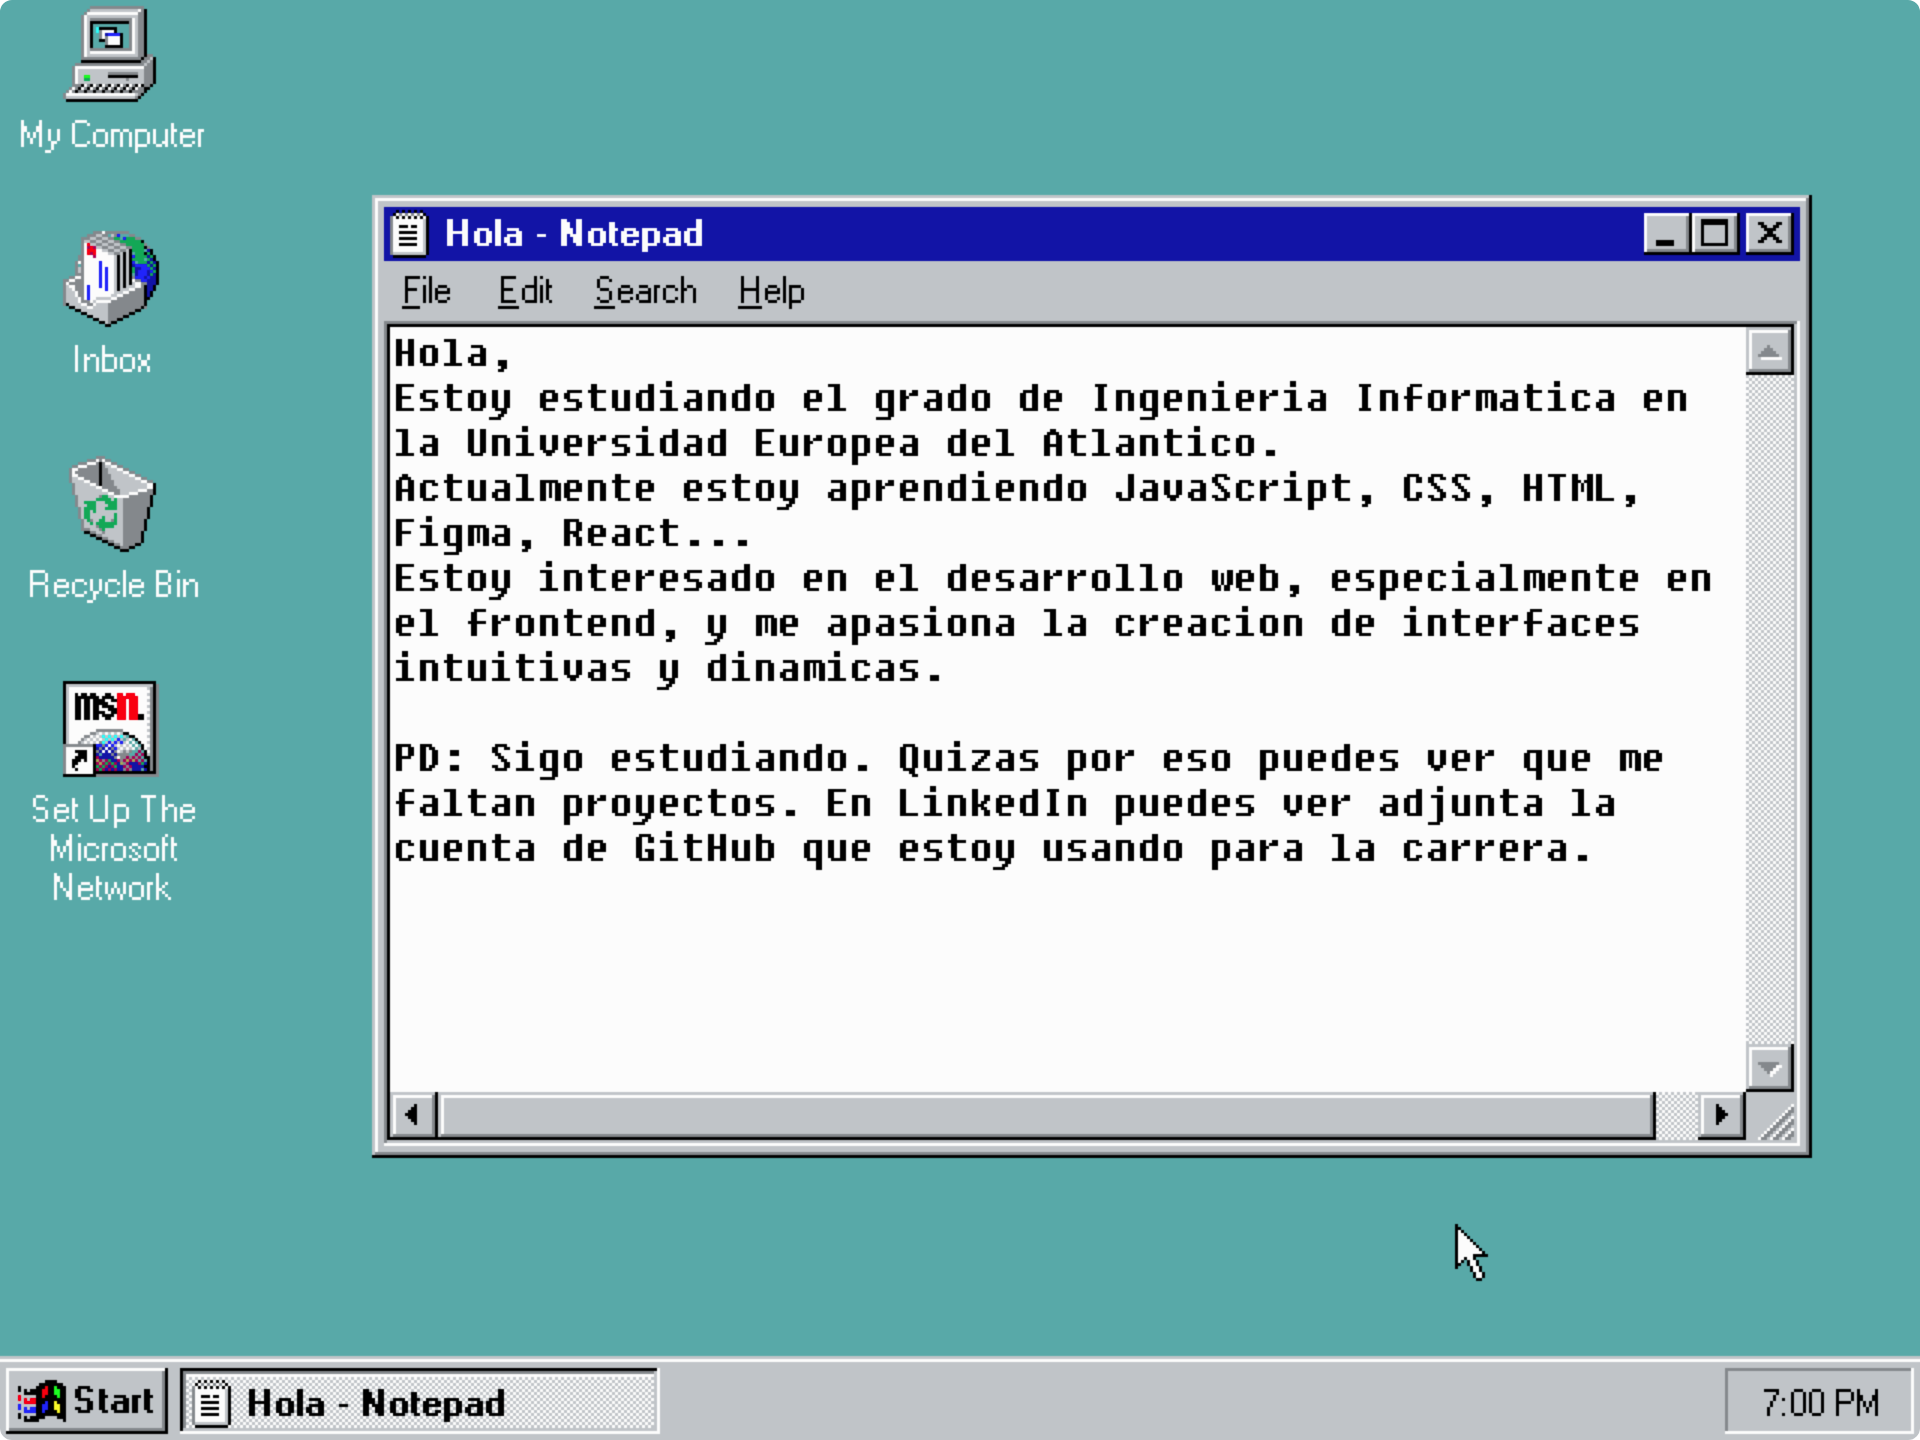 My Computer
Inbox
Recycle Bin
msn.
Set Up The
Microsoft
Network
Hola - Notepad
File Edit Search Help
Hola,
Estoy estudiando el grado de Ingenieria Informatica en
la Universidad Europea del Atlantico.
Actualmente estoy aprendiendo JavaScript, CSS, HTML,
Figma, React...
Estoy interesado en el desarrollo web, especialmente en
el frontend, y me apasiona la creacion de interfaces
intuitivas y dinamicas.
PD: Sigo estudiando. Quizas por eso puedes ver que me
faltan proyectos. En LinkedIn puedes ver adjunta la
cuenta de GitHub que estoy usando para la carrera.
Start
Hola - Notepad
7:00 PM